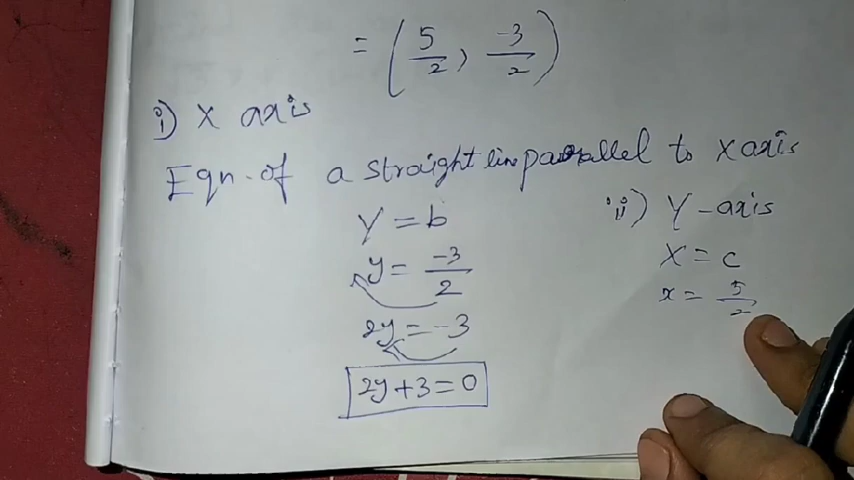 = (5/2, -3/2)
i) X axis
Eqn. of a straight line parallel to X axis
Y = b
y = -3/2
2y = -3
2y+3=0
ii) Y-axis
X = c
x = 5/2